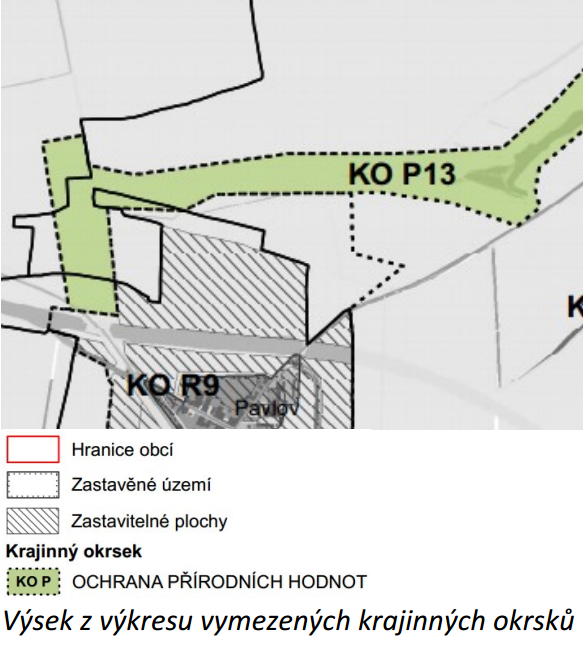 KO P13
K
KO R9
Pavlov
Hranice obcí
Zastavěné území
Zastavitelné plochy
Krajinný okrsek
KO P OCHRANA PŘÍRODNÍCH HODNOT
Výsek z výkresu vymezených krajinných okrsků